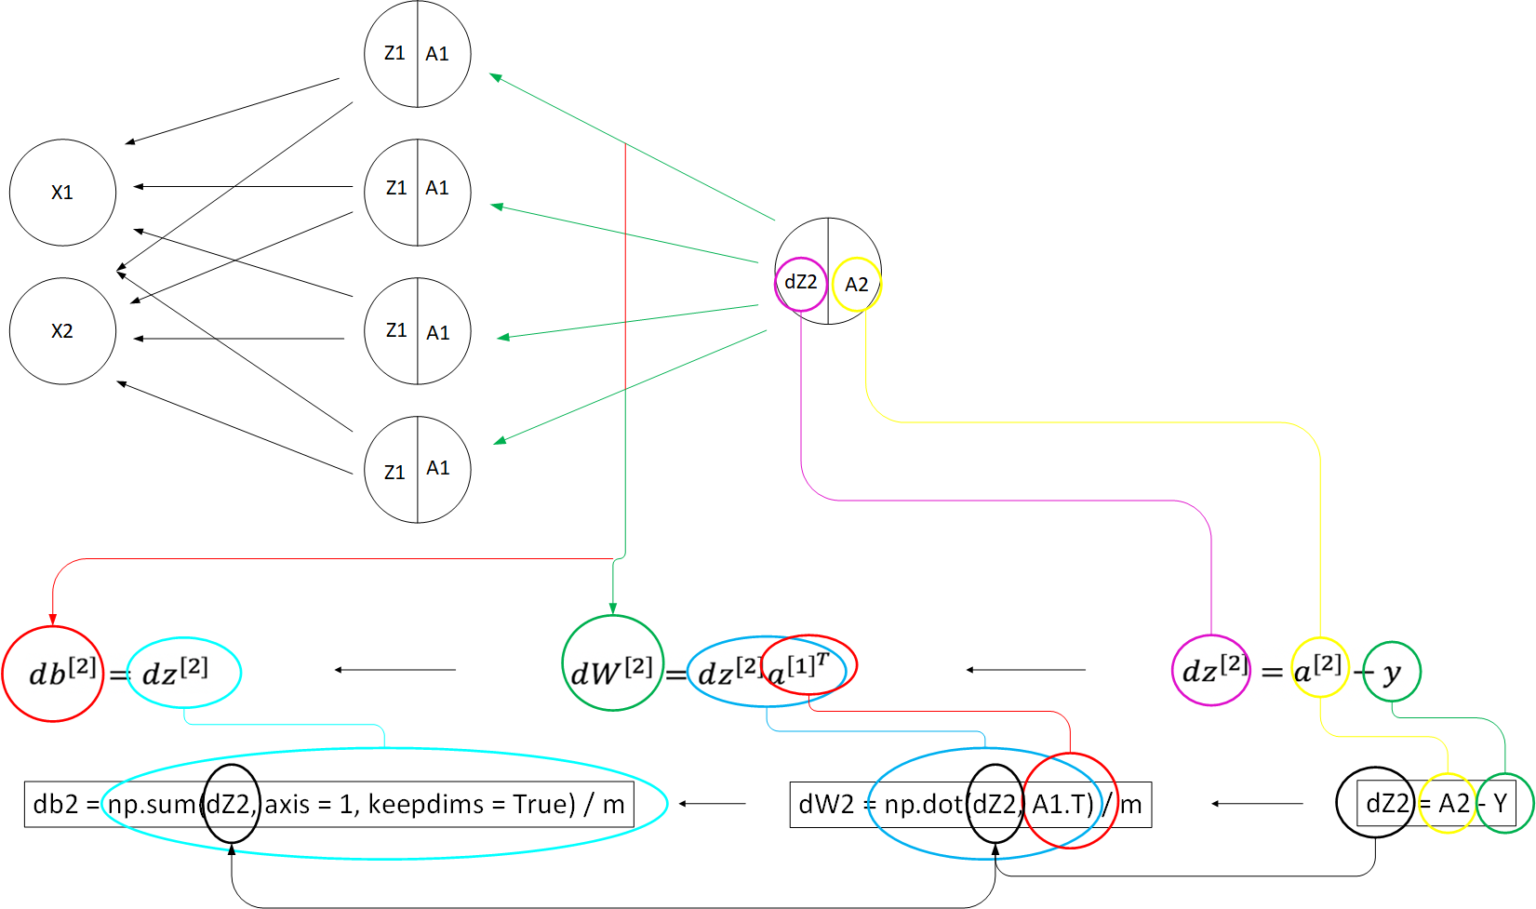 Z1 A1
X1
Z1 A1
dZ2 A2
X2
Z1 A1
Z1 A1
db[2] = dz[2]
dW[2] = dz[2]a[1]T
dz[2] = a[2] − y
db2 = np.sum(dZ2, axis = 1, keepdims = True) / m
dW2 = np.dot(dZ2, A1.T) / m
dZ2 = A2 - Y